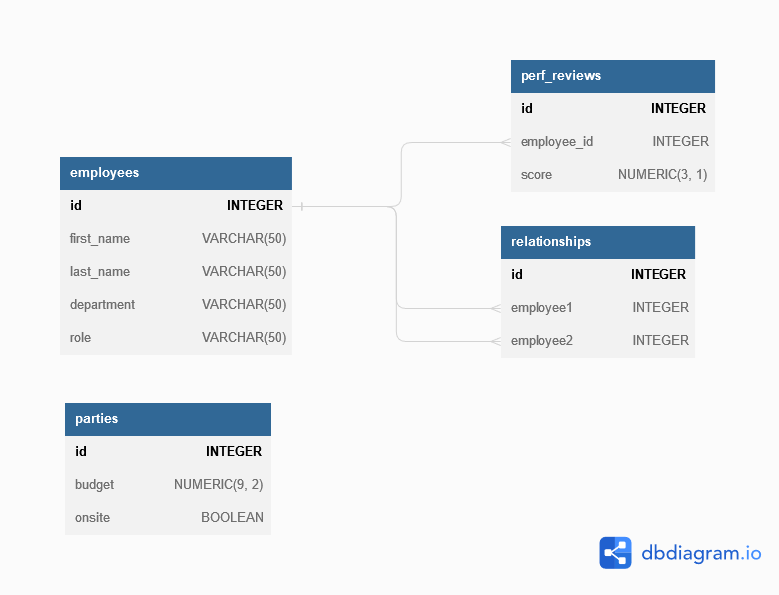 employees
id INTEGER
first_name VARCHAR(50)
last_name VARCHAR(50)
department VARCHAR(50)
role VARCHAR(50)
parties
id INTEGER
budget NUMERIC(9, 2)
onsite BOOLEAN
perf_reviews
id INTEGER
employee_id INTEGER
score NUMERIC(3, 1)
relationships
id INTEGER
employee1 INTEGER
employee2 INTEGER
dbdiagram.io